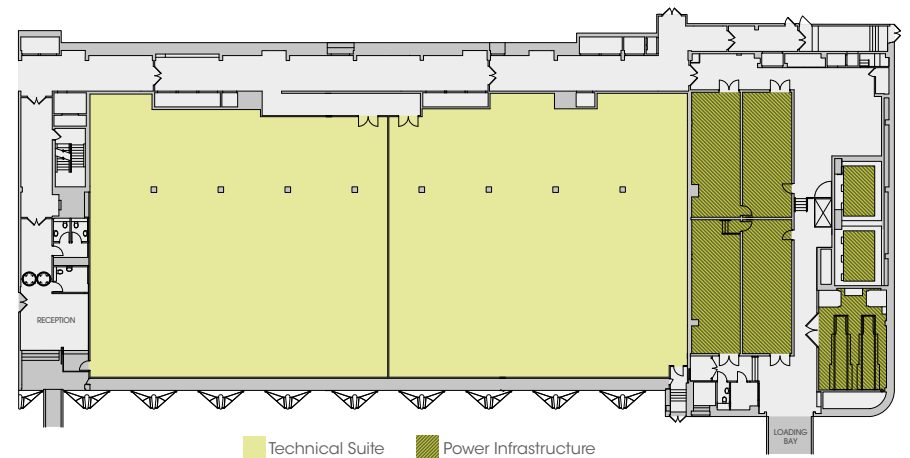 RECEPTION
LOADING
BAY
Technical Suite
Power Infrastructure